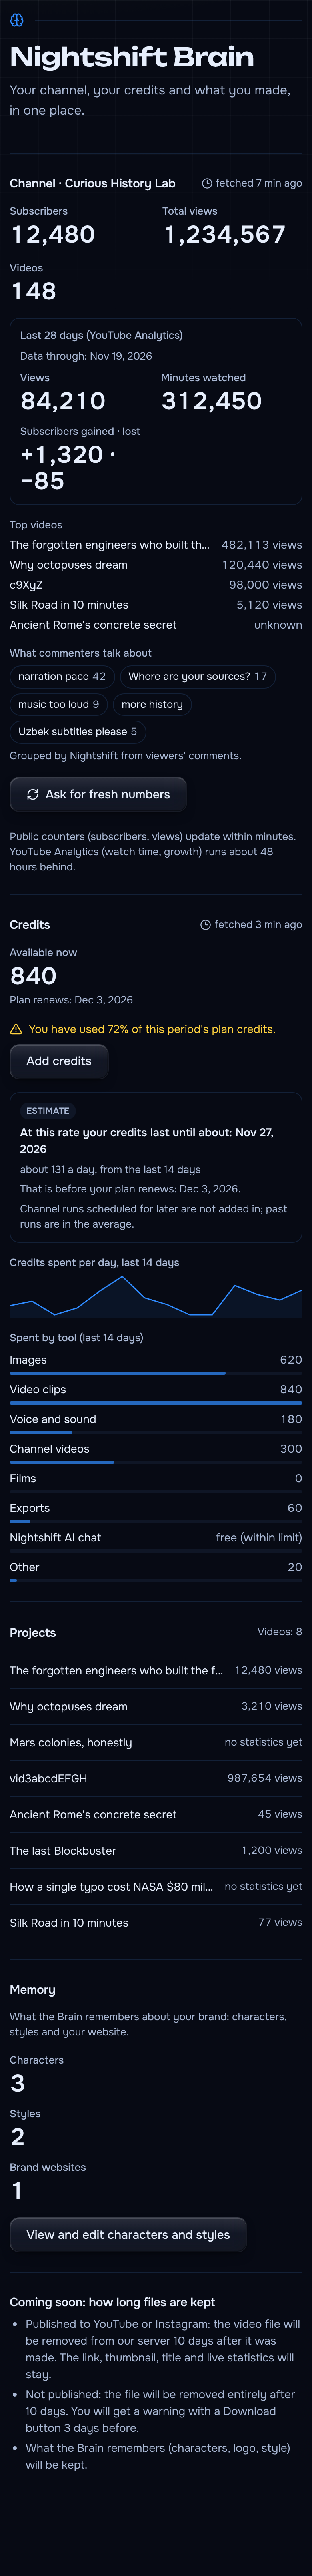 Nightshift Brain
Your channel, your credits and what you made,
in one place.
Channel · Curious History Lab
fetched 7 min ago
Subscribers
Total views
12,480
1,234,567
Videos
148
Last 28 days (YouTube Analytics)
Data through: Nov 19, 2026
Views
Minutes watched
84,210
312,450
Subscribers gained · lost
+1,320 ·
−85
Top videos
The forgotten engineers who built th... 482,113 views
Why octopuses dream 120,440 views
c9XyZ 98,000 views
Silk Road in 10 minutes 5,120 views
Ancient Rome's concrete secret unknown
What commenters talk about
narration pace 42
Where are your sources? 17
music too loud 9
more history
Uzbek subtitles please 5
Grouped by Nightshift from viewers' comments.
Ask for fresh numbers
Public counters (subscribers, views) update within minutes.
YouTube Analytics (watch time, growth) runs about 48
hours behind.
Credits
fetched 3 min ago
Available now
840
Plan renews: Dec 3, 2026
You have used 72% of this period's plan credits.
Add credits
ESTIMATE
At this rate your credits last until about: Nov 27,
2026
about 131 a day, from the last 14 days
That is before your plan renews: Dec 3, 2026.
Channel runs scheduled for later are not added in; past
runs are in the average.
Credits spent per day, last 14 days
Spent by tool (last 14 days)
Images 620
Video clips 840
Voice and sound 180
Channel videos 300
Films 0
Exports 60
Nightshift AI chat free (within limit)
Other 20
Projects
Videos: 8
The forgotten engineers who built the f... 12,480 views
Why octopuses dream 3,210 views
Mars colonies, honestly no statistics yet
vid3abcdEFGH 987,654 views
Ancient Rome's concrete secret 45 views
The last Blockbuster 1,200 views
How a single typo cost NASA $80 mil... no statistics yet
Silk Road in 10 minutes 77 views
Memory
What the Brain remembers about your brand: characters,
styles and your website.
Characters
3
Styles
2
Brand websites
1
View and edit characters and styles
Coming soon: how long files are kept
• Published to YouTube or Instagram: the video file will
be removed from our server 10 days after it was
made. The link, thumbnail, title and live statistics will
stay.
• Not published: the file will be removed entirely after
10 days. You will get a warning with a Download
button 3 days before.
• What the Brain remembers (characters, logo, style)
will be kept.